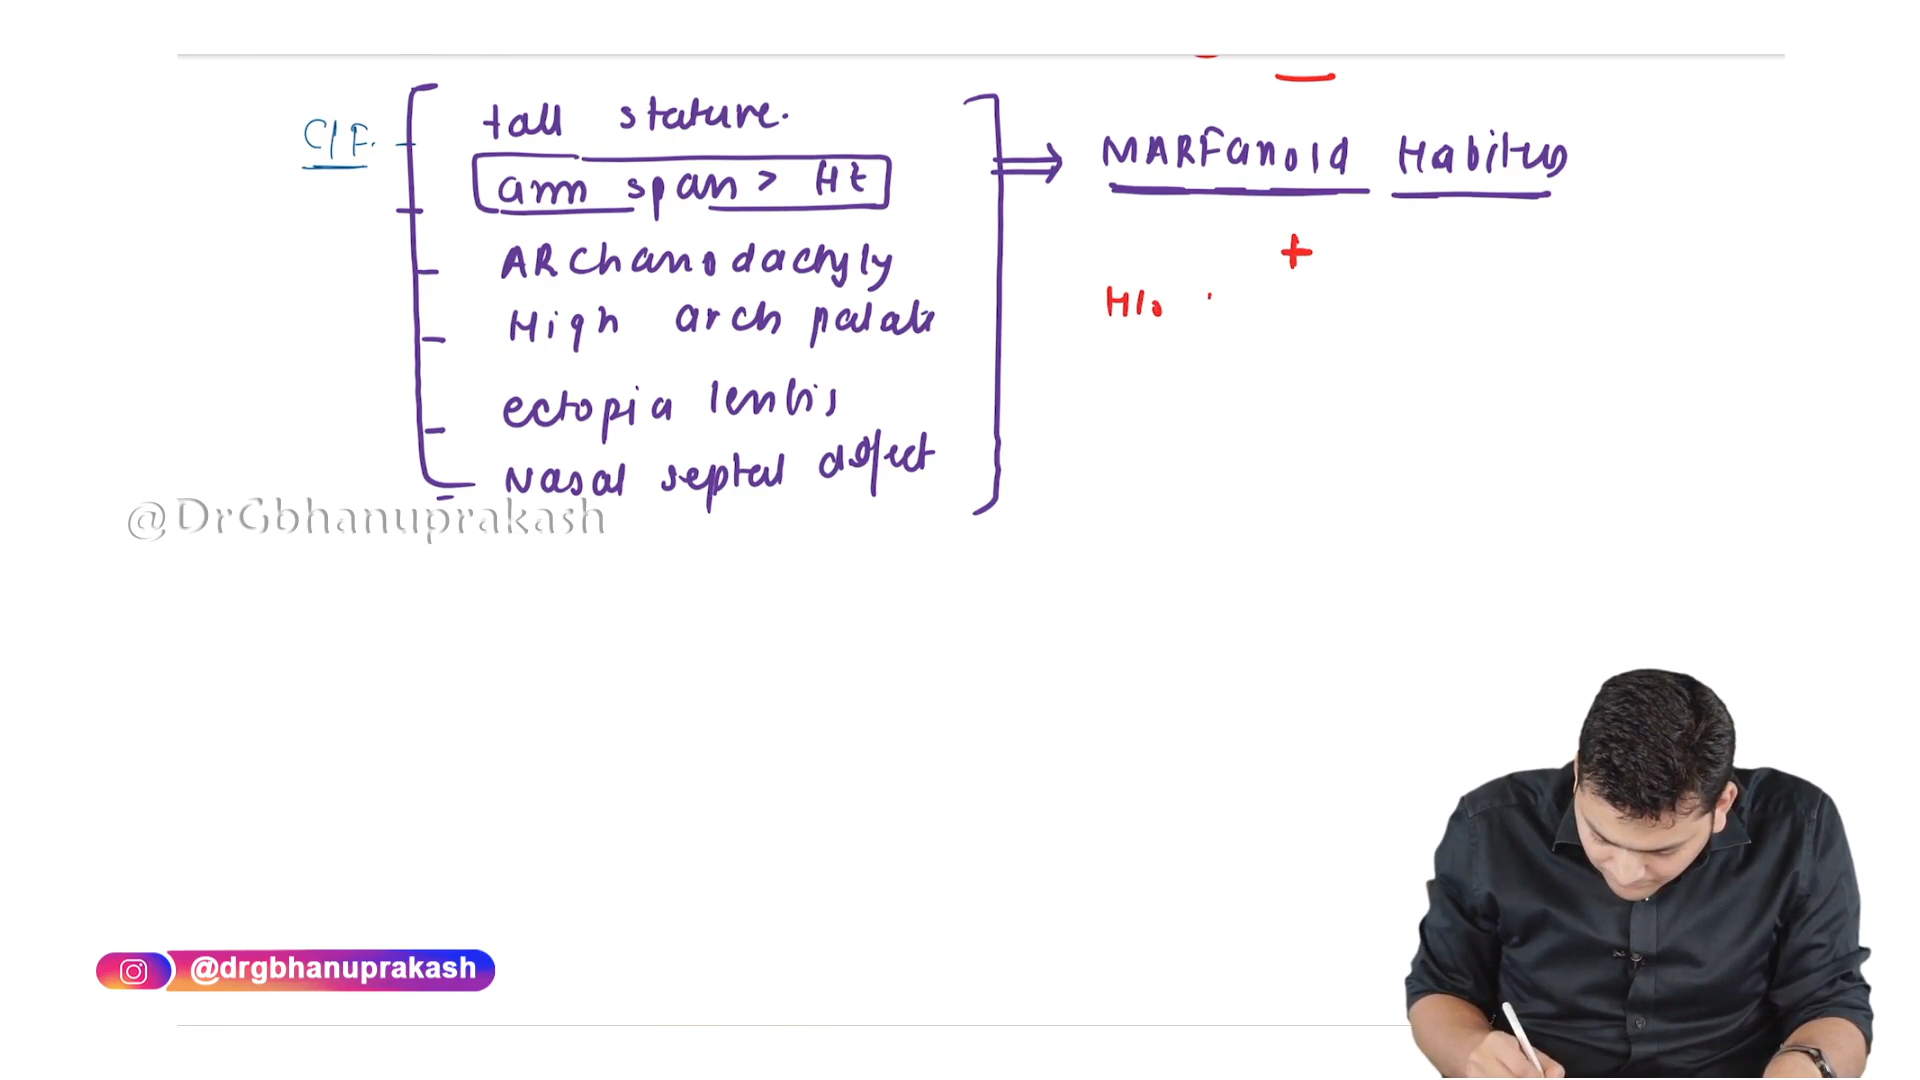 C/F.
tall stature.
arm span > Ht
ARchanodactyly
High arch palate
ectopia lentis
Nasal septal defect
MARFanoid Habitus
+
H/o
@DrGbhanuprakash
@drgbhanuprakash